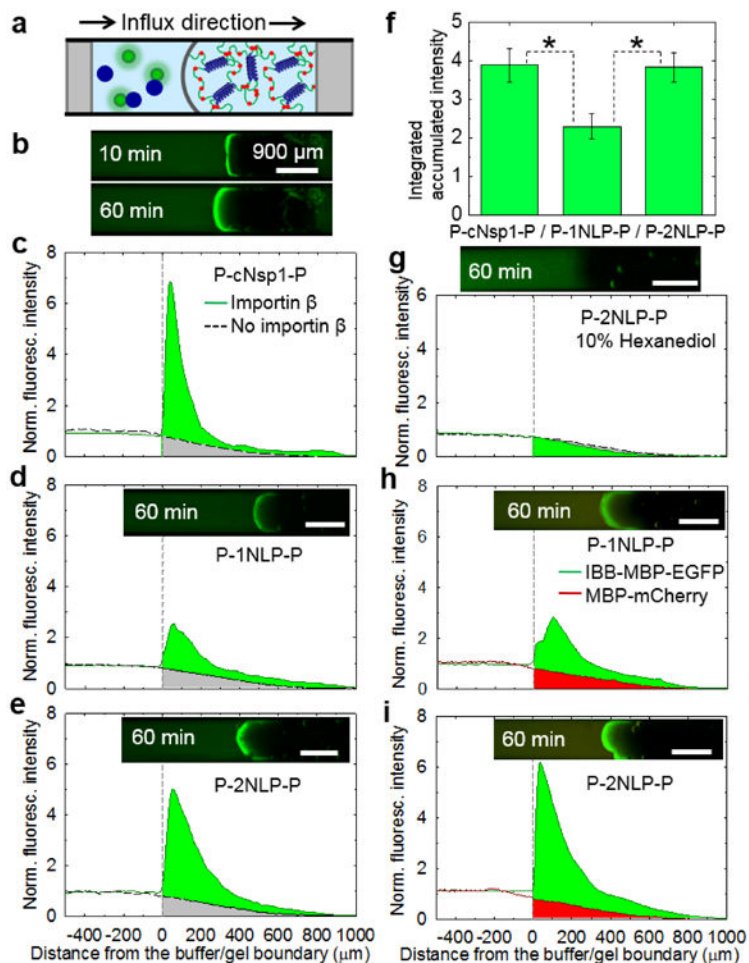 a
Influx direction
b
10 min
900 µm
60 min
c
Norm. fluoresc. intensity
8
6
4
2
0
P-cNsp1-P
Importin β
No importin β
d
Norm. fluoresc. intensity
8
6
4
2
0
60 min
P-1NLP-P
e
Norm. fluoresc. intensity
8
6
4
2
0
60 min
P-2NLP-P
-400 -200 0 200 400 600 800 1000
Distance from the buffer/gel boundary (µm)
f
Integrated
accumulated intensity
5
4
3
2
1
0
* *
P-cNsp1-P / P-1NLP-P / P-2NLP-P
g
60 min
Norm. fluoresc. intensity
6
4
2
0
P-2NLP-P
10% Hexanediol
h
Norm. fluoresc. intensity
8
6
4
2
0
60 min
P-1NLP-P
IBB-MBP-EGFP
MBP-mCherry
i
Norm. fluoresc. intensity
8
6
4
2
0
60 min
P-2NLP-P
-400 -200 0 200 400 600 800 1000
Distance from the buffer/gel boundary (µm)